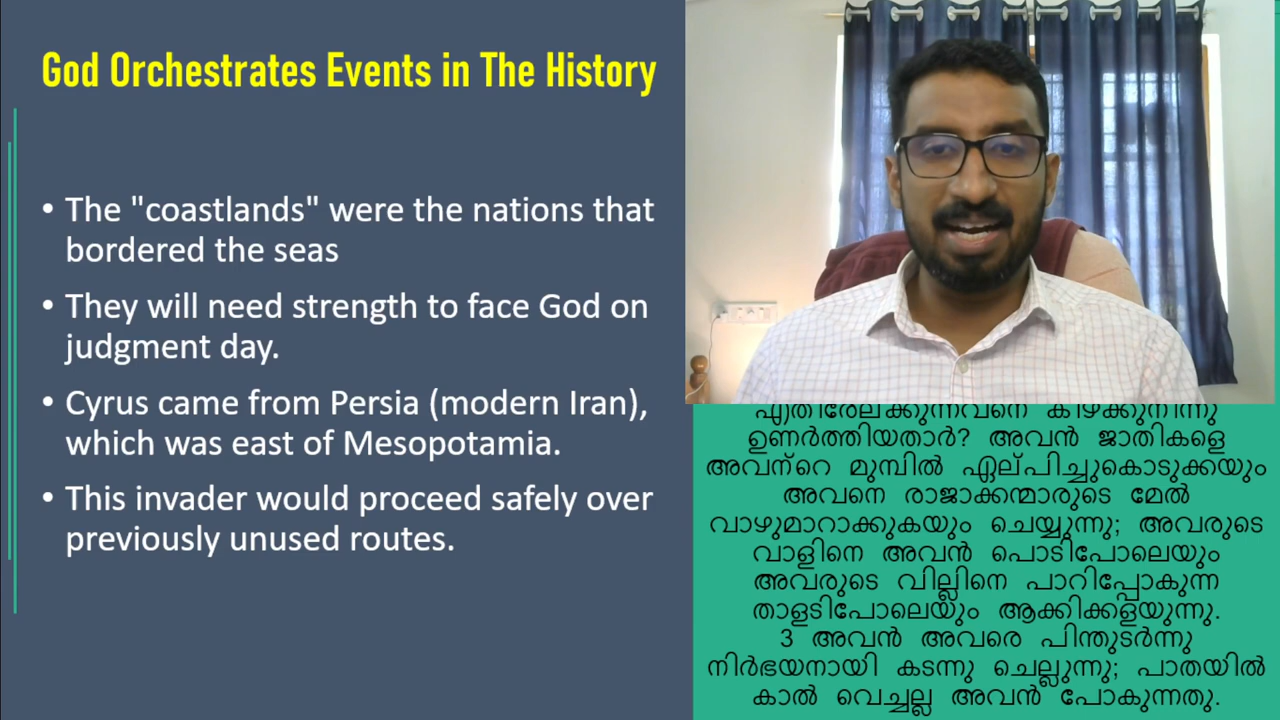 God Orchestrates Events in The History
• The "coastlands" were the nations that
bordered the seas
• They will need strength to face God on
judgment day.
• Cyrus came from Persia (modern Iran),
which was east of Mesopotamia.
• This invader would proceed safely over
previously unused routes.
എതിരേല്ക്കുന്നവനെ കിഴക്കുനിന്നു
ഉണർത്തിയതാർ? അവൻ ജാതികളെ
അവന്റെ മുമ്പിൽ ഏല്പിച്ചുകൊടുക്കയും
അവനെ രാജാക്കന്മാരുടെ മേൽ
വാഴുമാറാക്കുകയും ചെയ്യുന്നു; അവരുടെ
വാളിനെ അവൻ പൊടിപോലെയും
അവരുടെ വില്ലിനെ പാറിപ്പോകുന്ന
താളടിപോലെയും ആക്കിക്കളയുന്നു.
3 അവൻ അവരെ പിന്തുടർന്നു
നിർഭയനായി കടന്നു ചെല്ലുന്നു; പാതയിൽ
കാൽ വെച്ചല്ല അവൻ പോകുന്നതു.